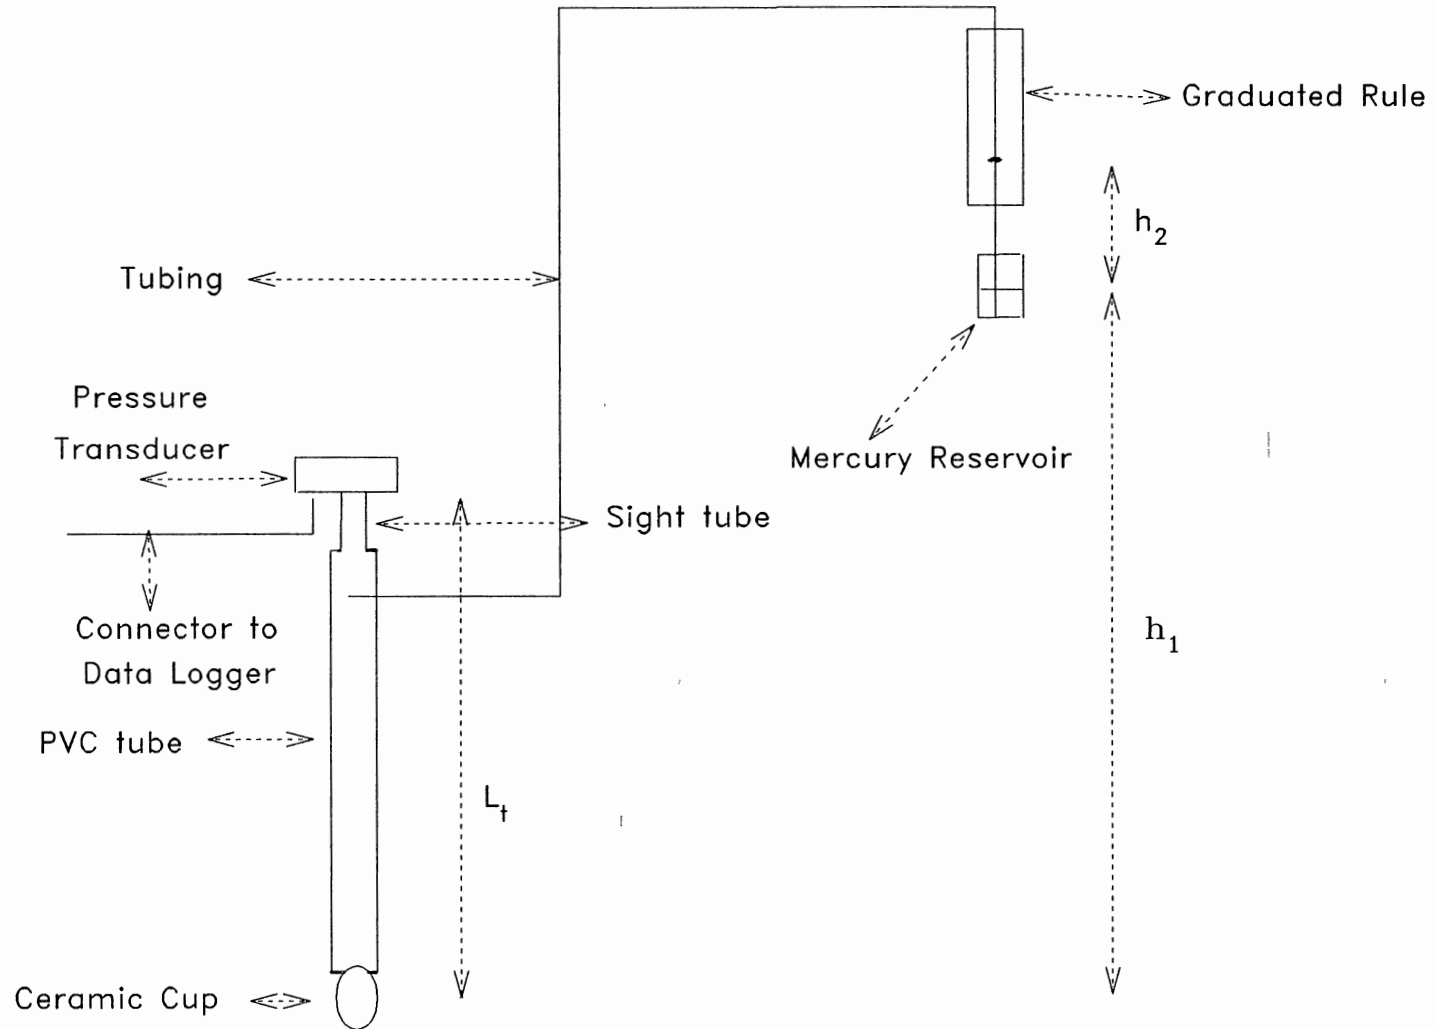 Graduated Rule
h2
Tubing
Pressure
Transducer
Mercury Reservoir
Sight tube
Connector to
Data Logger
h1
PVC tube
Lt
Ceramic Cup